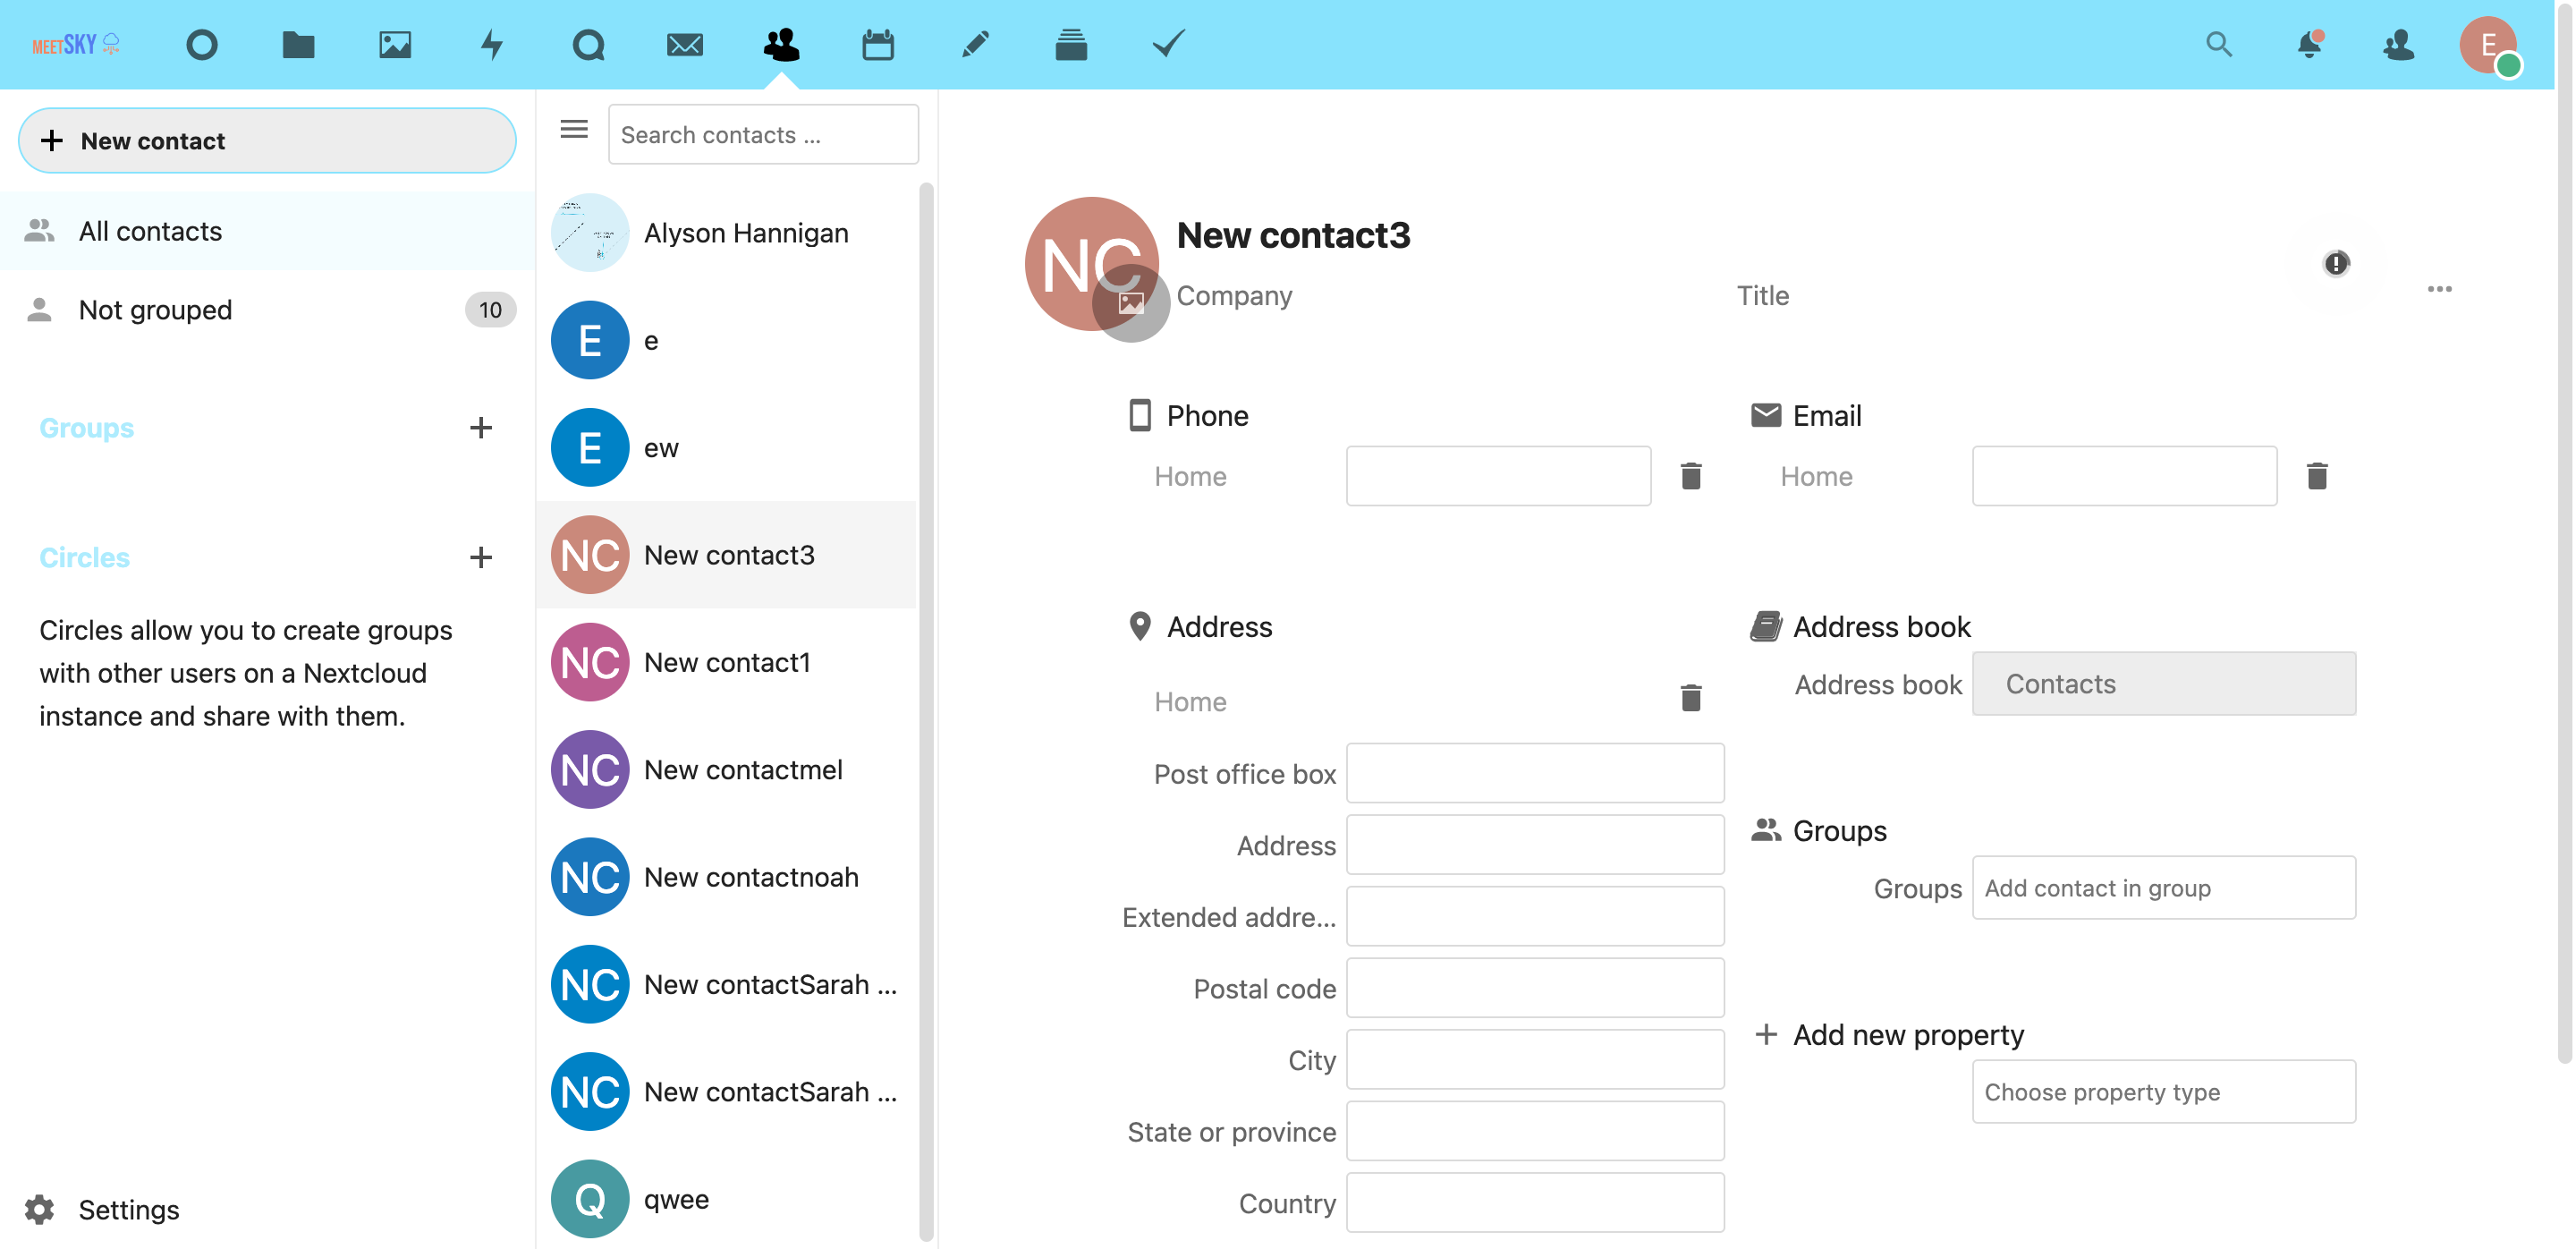 MEETSKY
E
New contact
All contacts
Not grouped
10
Groups
Circles
Circles allow you to create groups
with other users on a Nextcloud
instance and share with them.
Settings
Search contacts ...
Alyson Hannigan
E
e
E
ew
NC
New contact3
NC
New contact1
NC
New contactmel
NC
New contactnoah
NC
New contactSarah ...
NC
New contactSarah ...
Q
qwee
NC
New contact3
Company
Title
Phone
Home
Email
Home
Address
Home
Post office box
Address
Extended addre...
Postal code
City
State or province
Country
Address book
Address book
Contacts
Groups
Groups
Add contact in group
Add new property
Choose property type